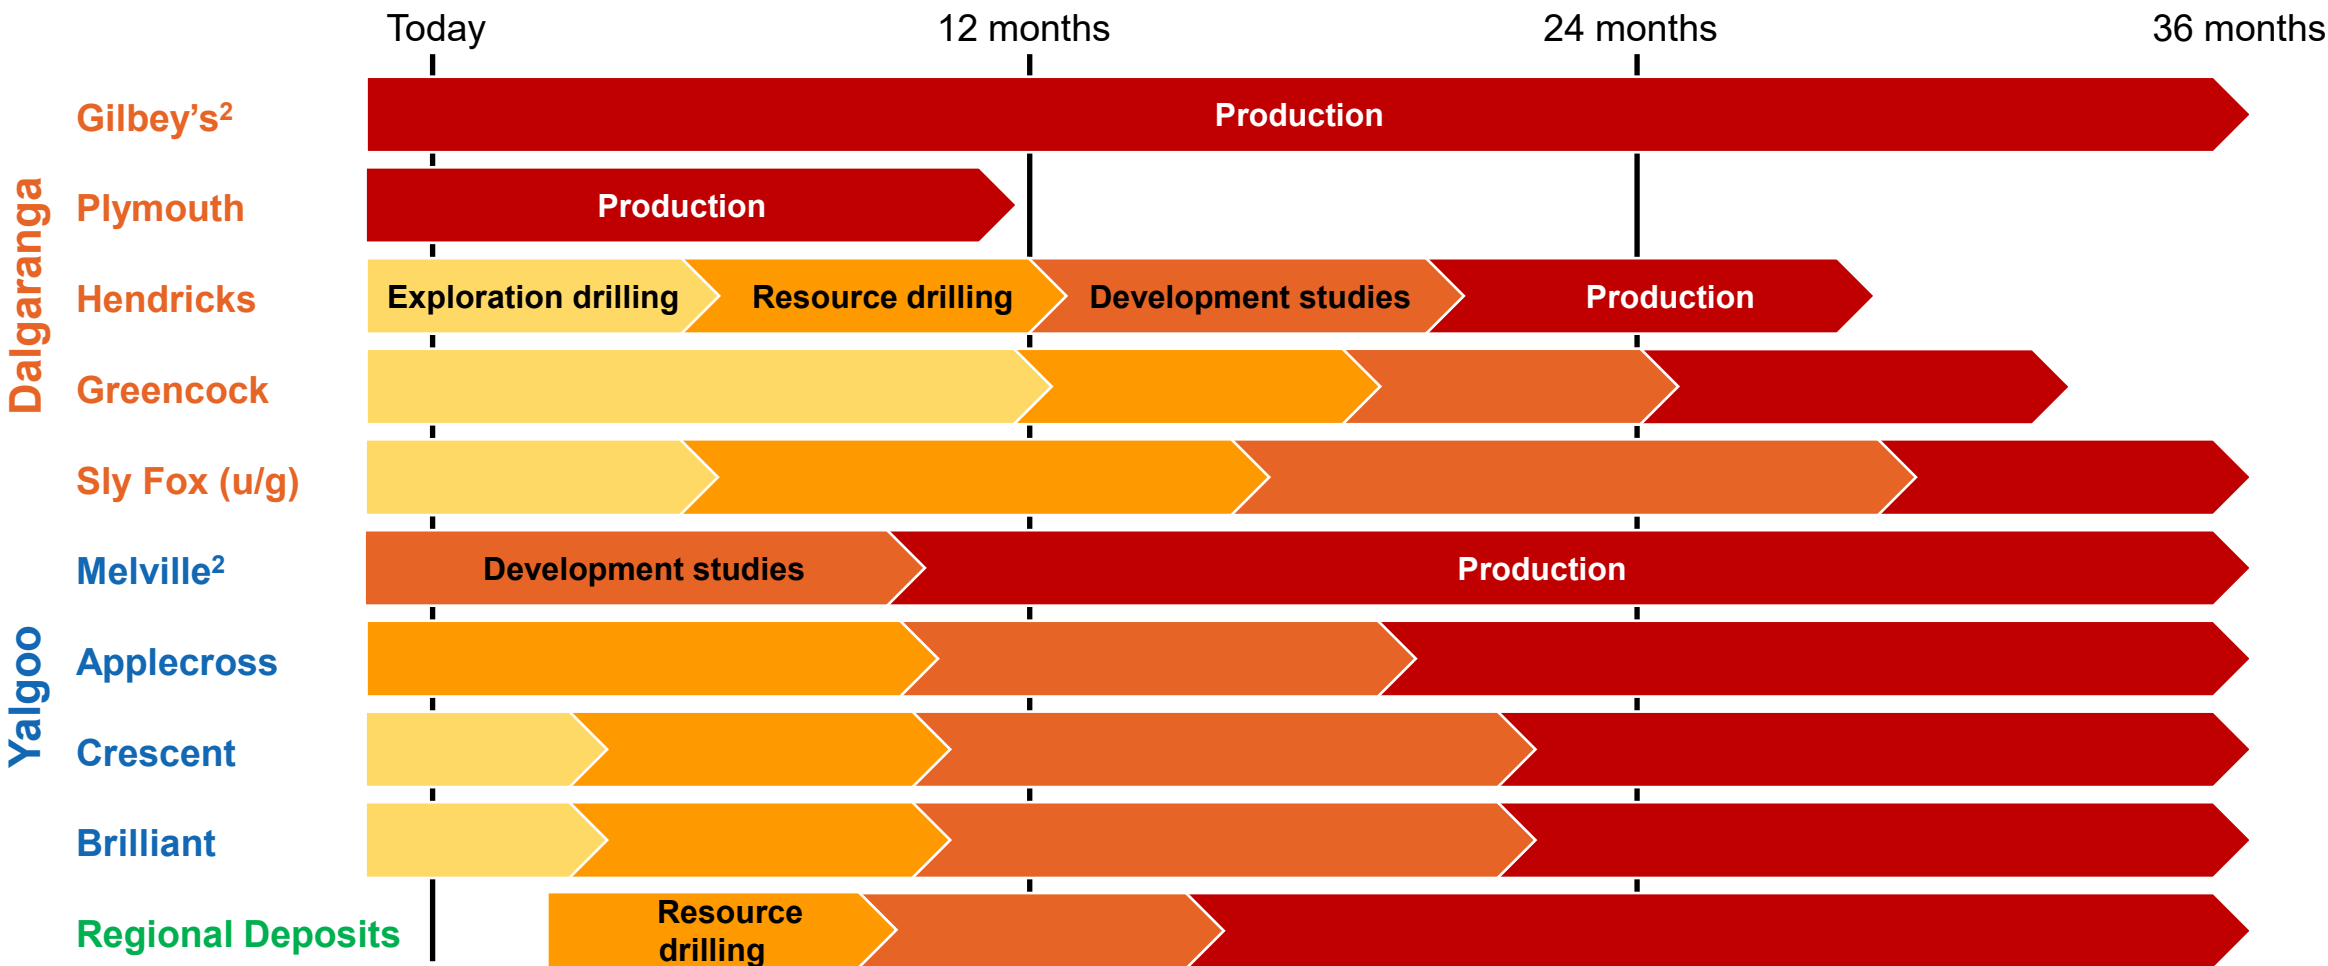 Today 12 months 24 months 36 months
Dalgaranga
Gilbey’s² Production
Plymouth Production
Hendricks Exploration drilling Resource drilling Development studies Production
Greencock
Sly Fox (u/g)
Yalgoo
Melville² Development studies Production
Applecross
Crescent
Brilliant
Regional Deposits Resource
drilling